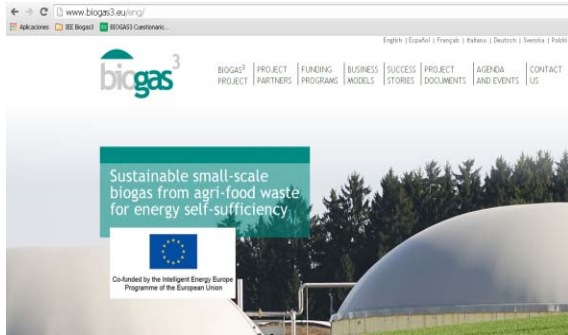 www.biogas3.eu/eng/
Aplicaciones IEE Biogas3 BIOGAS3 Cuestionario...
English | Español | Français | Italiano | Deutsch | Svenska | Polski
biogas3
BIOGAS3 PROJECT
PROJECT PARTNERS
FUNDING PROGRAMS
BUSINESS MODELS
SUCCESS STORIES
PROJECT DOCUMENTS
AGENDA AND EVENTS
CONTACT US
Sustainable small-scale
biogas from agri-food waste
for energy self-sufficiency
Co-funded by the Intelligent Energy Europe
Programme of the European Union